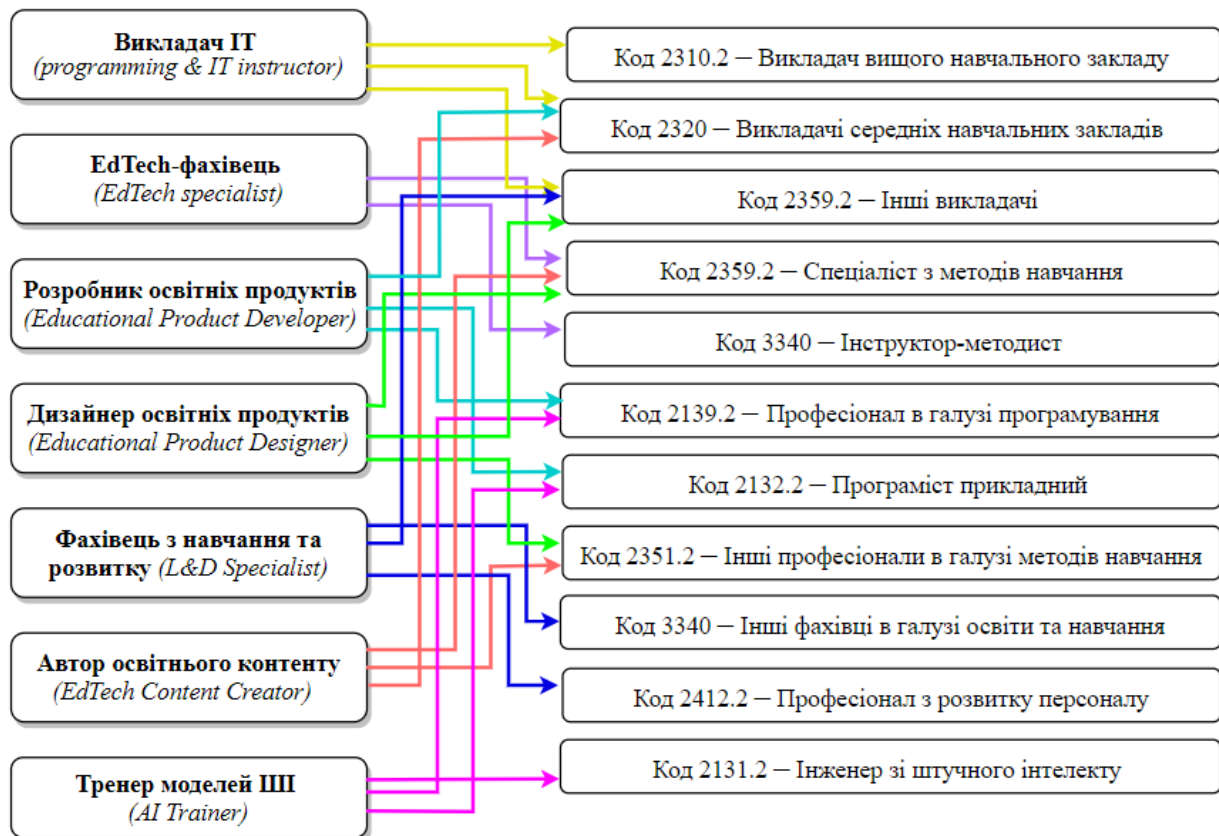 Викладач ІТ
(programming & IT instructor)
EdTech-фахівець
(EdTech specialist)
Розробник освітніх продуктів
(Educational Product Developer)
Дизайнер освітніх продуктів
(Educational Product Designer)
Фахівець з навчання та
розвитку (L&D Specialist)
Автор освітнього контенту
(EdTech Content Creator)
Тренер моделей ШІ
(AI Trainer)
Код 2310.2 — Викладач вищого навчального закладу
Код 2320 — Викладачі середніх навчальних закладів
Код 2359.2 — Інші викладачі
Код 2359.2 — Спеціаліст з методів навчання
Код 3340 — Інструктор-методист
Код 2139.2 — Професіонал в галузі програмування
Код 2132.2 — Програміст прикладний
Код 2351.2 — Інші професіонали в галузі методів навчання
Код 3340 — Інші фахівці в галузі освіти та навчання
Код 2412.2 — Професіонал з розвитку персоналу
Код 2131.2 — Інженер зі штучного інтелекту